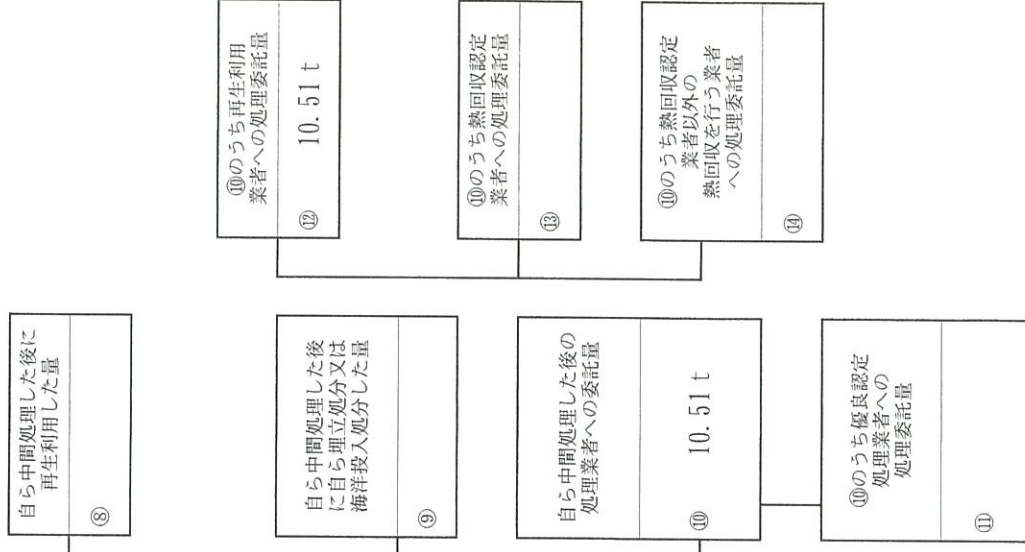 自ら中間処理した後に
再生利用した量
⑧
自ら中間処理した後
に自ら埋立処分又は
海洋投入処分した量
⑨
自ら中間処理した後の
処理業者への委託量
⑩
10.51t
⑩のうち優良認定
処理業者への
処理委託量
⑪
⑩のうち再生利用
業者への処理委託量
⑫
10.51t
⑩のうち熱回収認定
業者への処理委託量
⑬
⑩のうち熱回収認定
業者以外の
熱回収を行う業者
への処理委託量
⑭